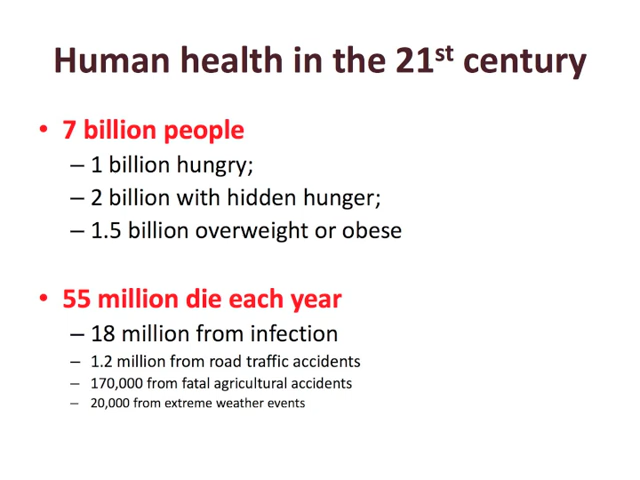 Human health in the 21st century
• 7 billion people
– 1 billion hungry;
– 2 billion with hidden hunger;
– 1.5 billion overweight or obese
• 55 million die each year
– 18 million from infection
– 1.2 million from road traffic accidents
– 170,000 from fatal agricultural accidents
– 20,000 from extreme weather events